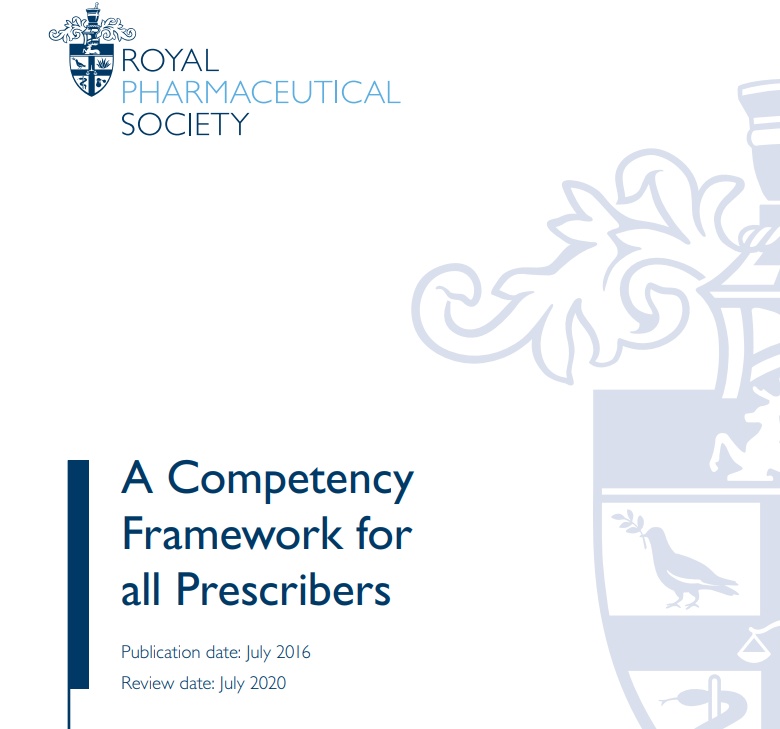 ROYAL
PHARMACEUTICAL
SOCIETY
A Competency
Framework for
all Prescribers
Publication date: July 2016
Review date: July 2020